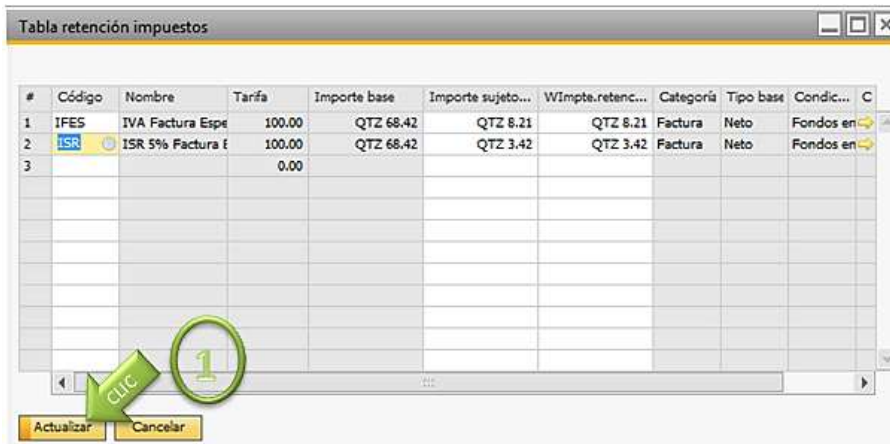 Tabla retención impuestos
# Código Nombre Tarifa Importe base Importe sujeto... WImpte.retenc... Categoría Tipo base Condic... C
1 IFES IVA Factura Espe 100.00 QTZ 68.42 QTZ 8.21 QTZ 8.21 Factura Neto Fondos en
2 ISR ISR 5% Factura E 100.00 QTZ 68.42 QTZ 3.42 QTZ 3.42 Factura Neto Fondos en
3 0.00
1
CLIC
Actualizar Cancelar